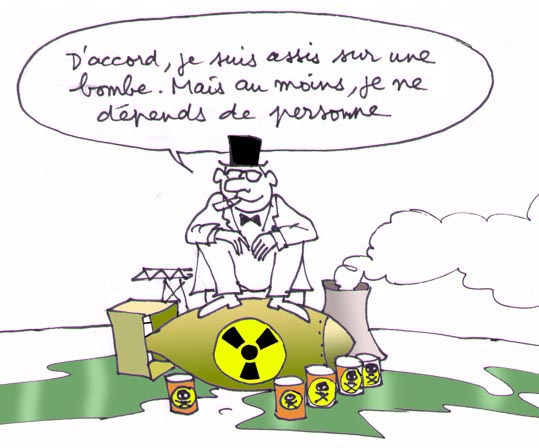 D'accord, je suis assis sur une
bombe. Mais au moins, je ne
dépends de personne